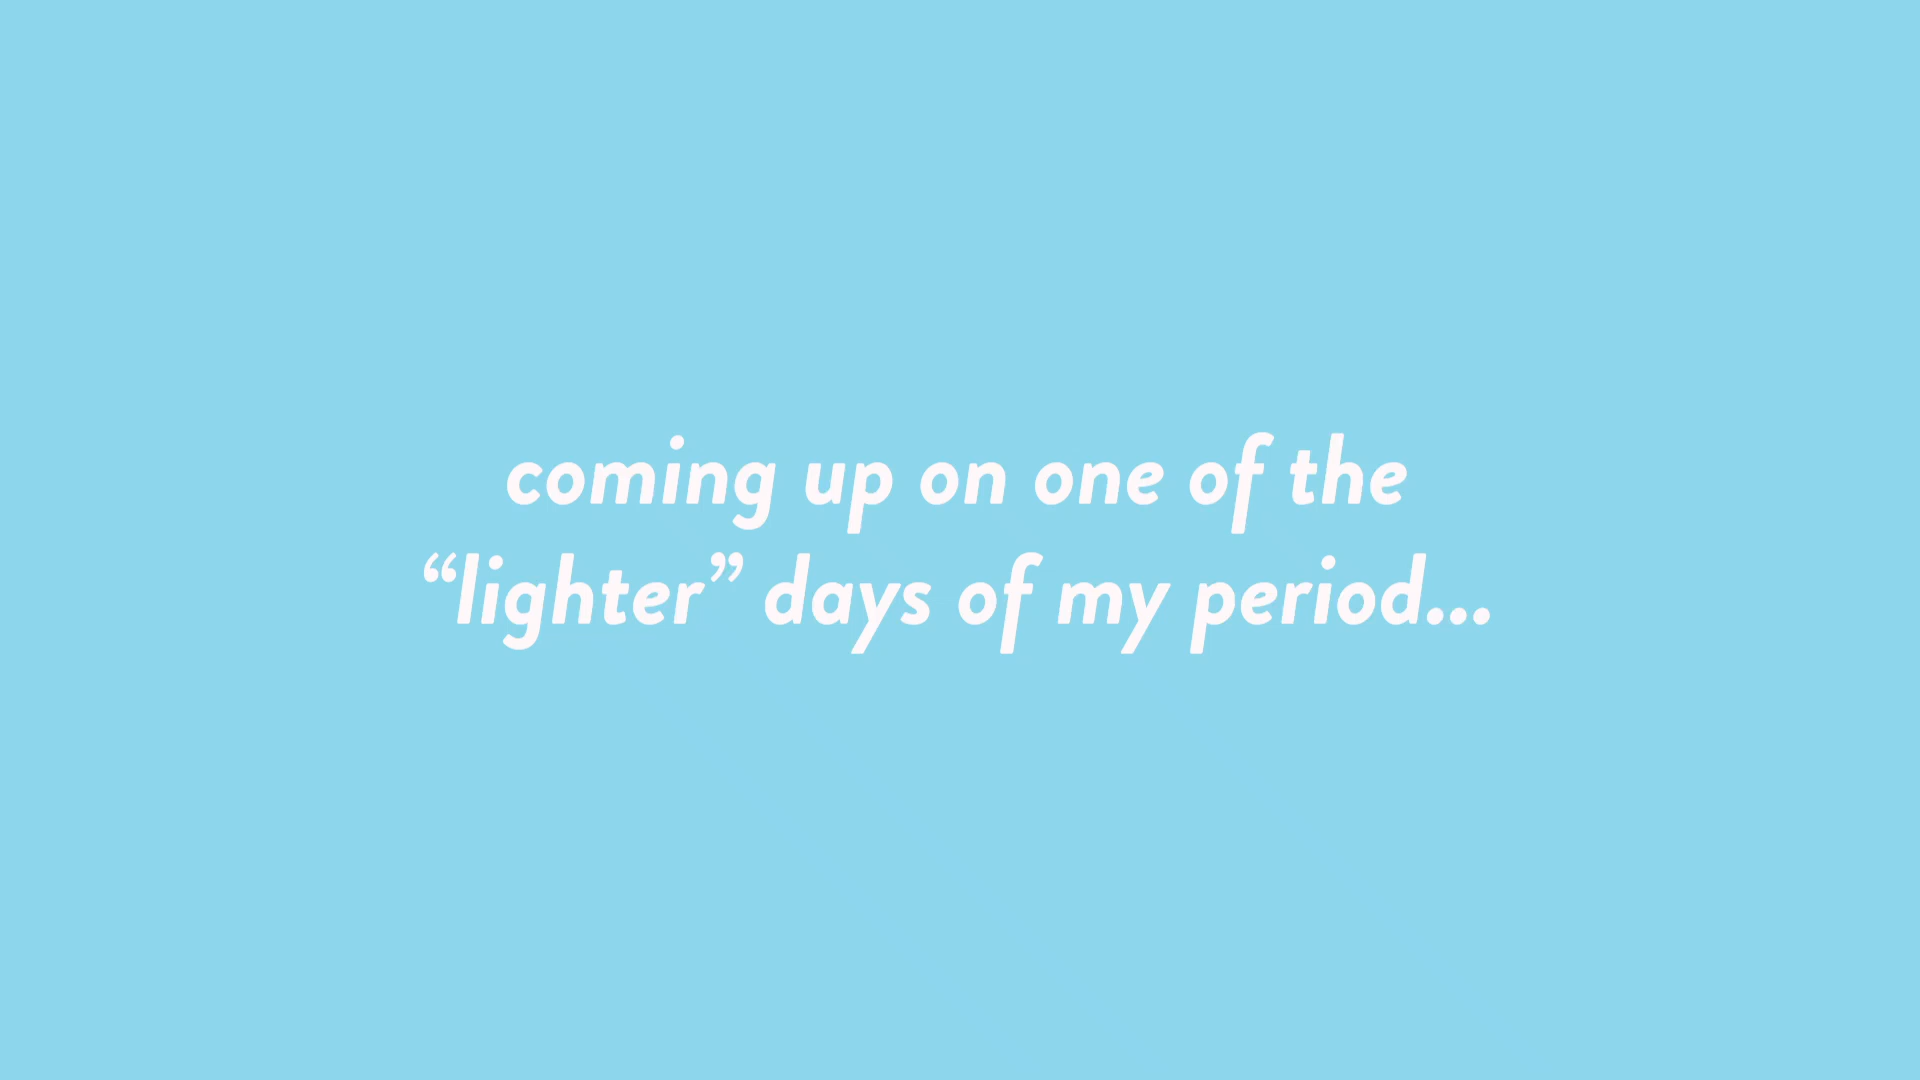 coming up on one of the
“lighter” days of my period...